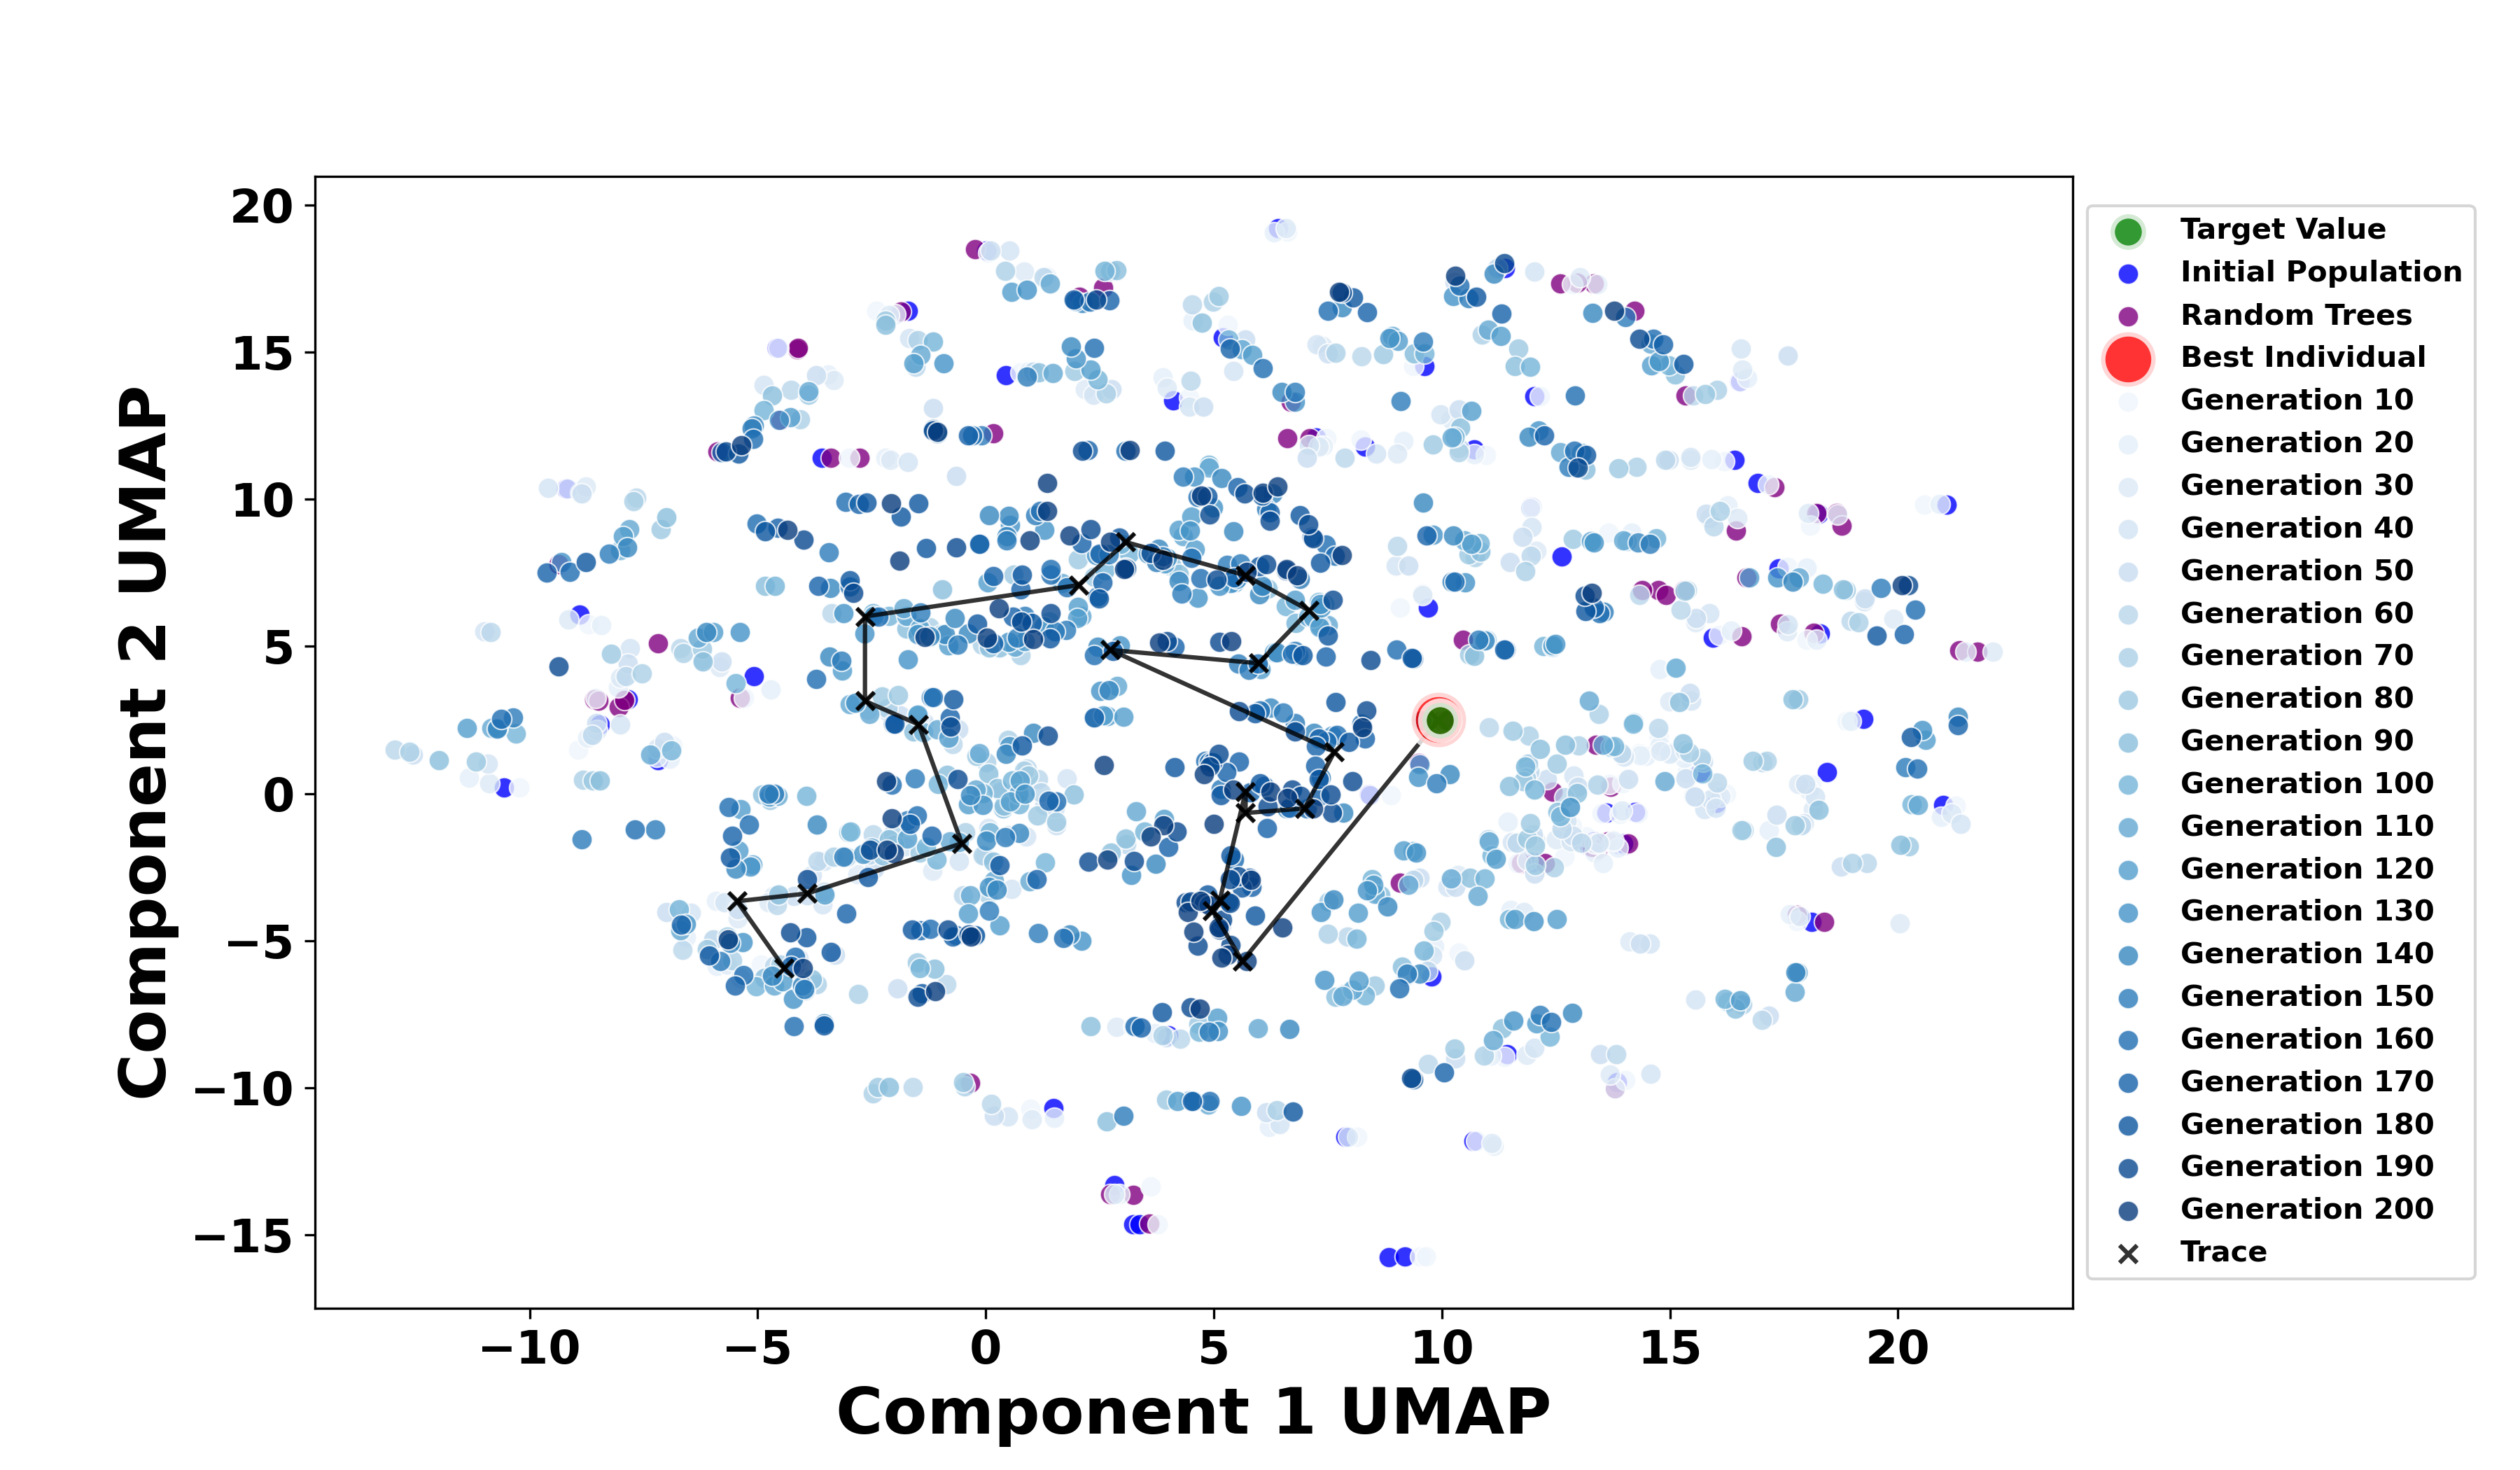 20
15
10
5
0
−5
−10
−15
Component 2 UMAP
−10
−5
0
5
10
15
20
Component 1 UMAP
Target Value
Initial Population
Random Trees
Best Individual
Generation 10
Generation 20
Generation 30
Generation 40
Generation 50
Generation 60
Generation 70
Generation 80
Generation 90
Generation 100
Generation 110
Generation 120
Generation 130
Generation 140
Generation 150
Generation 160
Generation 170
Generation 180
Generation 190
Generation 200
Trace